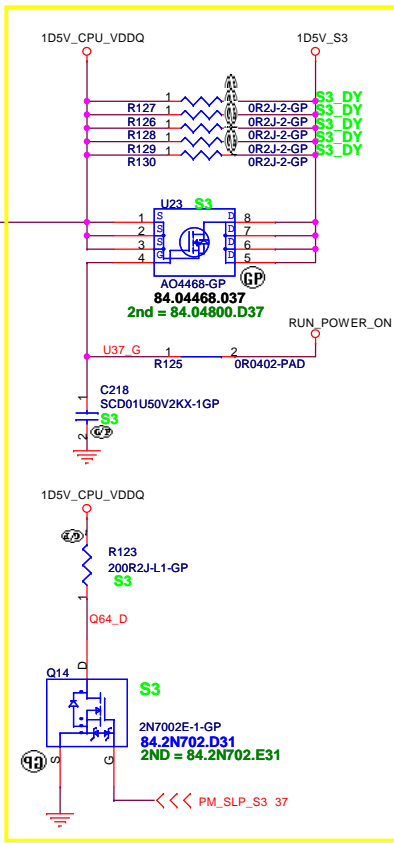 1D5V_CPU_VDDQ 1D5V_S3
1 S3_DY
R127 0R2J-2-GP
1 S3_DY
R126 0R2J-2-GP
1 S3_DY
R128 0R2J-2-GP
1 S3_DY
R129 0R2J-2-GP
1 S3_DY
R130 0R2J-2-GP
U23 S3
1 S D 8
2 S D 7
3 S D 6
4 G D 5
AO4468-GP GP
84.04468.037
2nd = 84.04800.D37
RUN_POWER_ON
U37_G 1 2
R125 0R0402-PAD
1
C218
SCD01U50V2KX-1GP
S3
2
1D5V_CPU_VDDQ
R123
200R2J-L1-GP
S3
1
Q64_D
D
Q14
S3
2N7002E-1-GP
84.2N702.D31
2ND = 84.2N702.E31
GP
S G
PM_SLP_S3 37